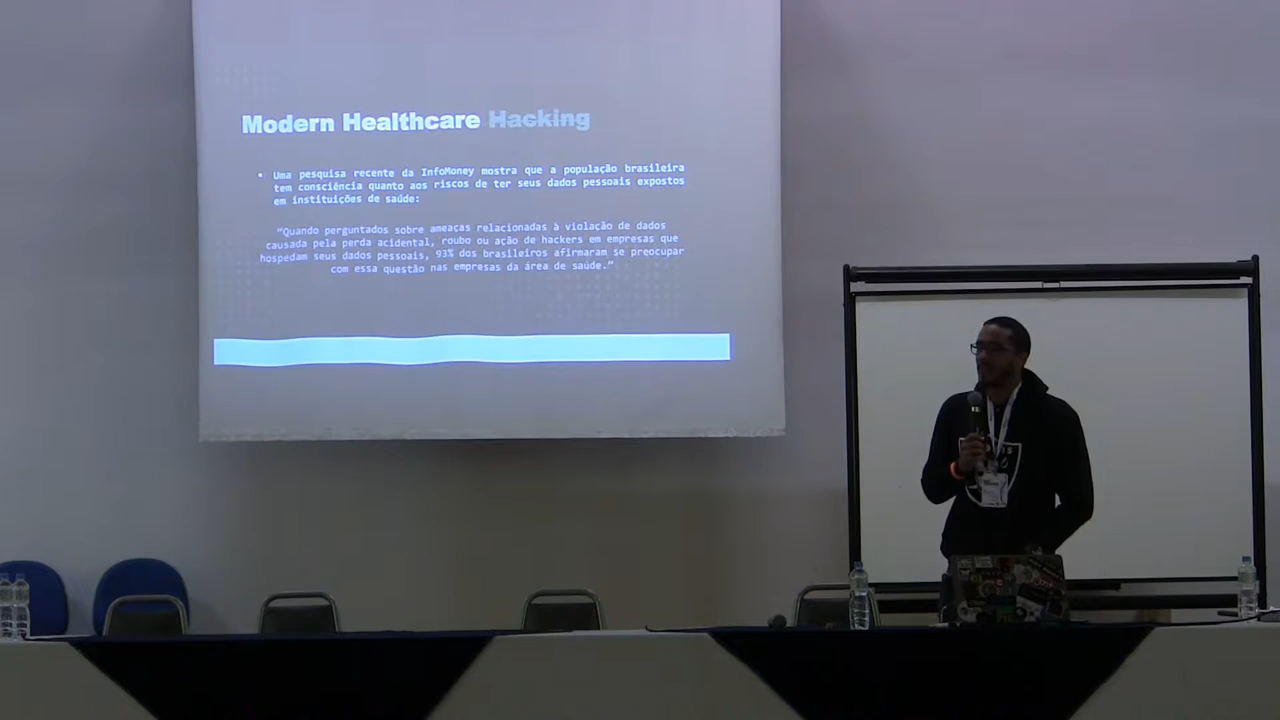 Modern Healthcare Hacking
• Uma pesquisa recente da InfoMoney mostra que a população brasileira
tem consciência quanto aos riscos de ter seus dados pessoais expostos
em instituições de saúde:
“Quando perguntados sobre ameaças relacionadas à violação de dados
causada pela perda acidental, roubo ou ação de hackers em empresas que
hospedam seus dados pessoais, 93% dos brasileiros afirmaram se preocupar
com essa questão nas empresas da área de saúde.”